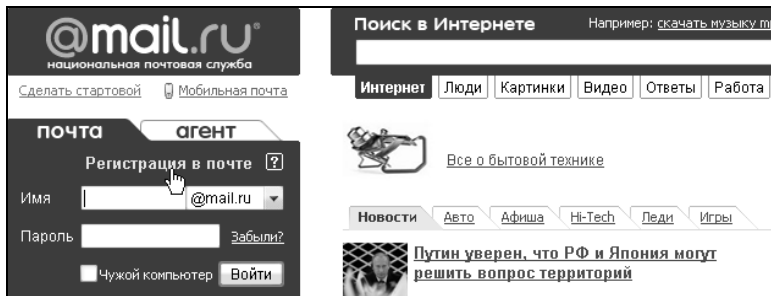 @mail.ru®
национальная почтовая служба
Сделать стартовой Мобильная почта
почта агент
Регистрация в почте ?
Имя @mail.ru
Пароль Забыли?
Чужой компьютер Войти
Поиск в Интернете Например: скачать музыку m
Интернет Люди Картинки Видео Ответы Работа
Все о бытовой технике
Новости Авто Афиша Hi-Tech Леди Игры
Путин уверен, что РФ и Япония могут
решить вопрос территорий